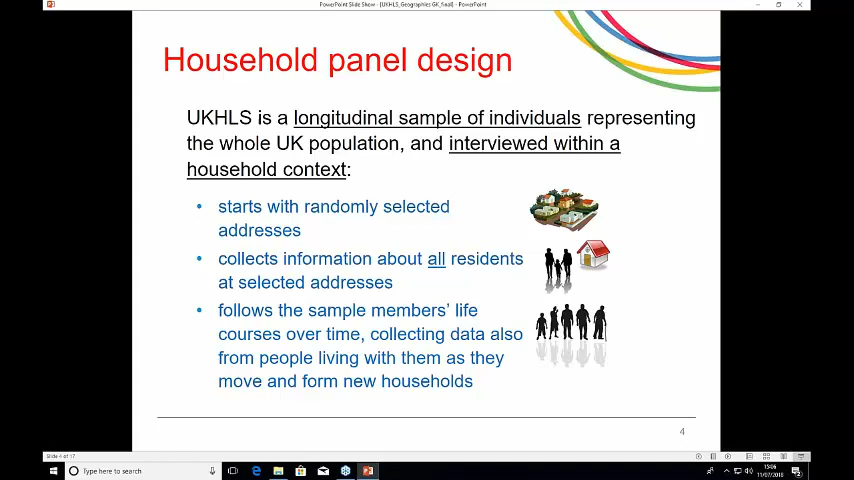 PowerPoint Slide Show - [UKHLS_Geographies GK_final] - PowerPoint
Household panel design
UKHLS is a longitudinal sample of individuals representing
the whole UK population, and interviewed within a
household context:
• starts with randomly selected
addresses
• collects information about all residents
at selected addresses
• follows the sample members' life
courses over time, collecting data also
from people living with them as they
move and form new households
4
Slide 4 of 17
Type here to search
15:06
11/07/2018